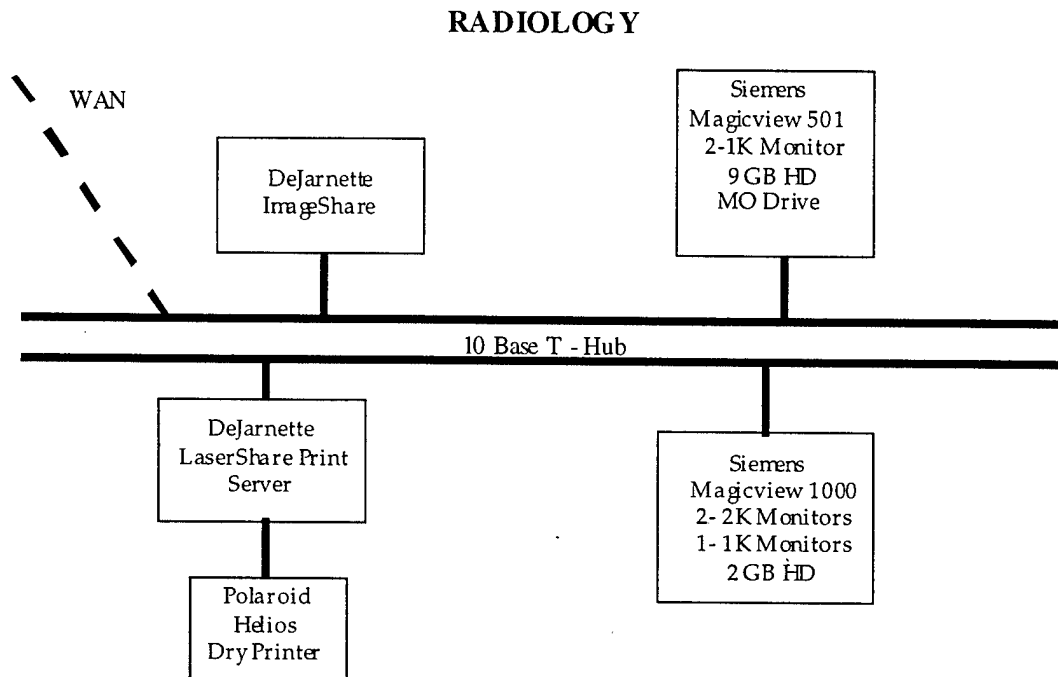 RADIOLOGY
WAN
DeJarnette
ImageShare
Siemens
Magicview 501
2-1K Monitor
9 GB HD
MO Drive
10 Base T - Hub
DeJarnette
LaserShare Print
Server
Siemens
Magicview 1000
2-2K Monitors
1-1K Monitors
2 GB HD
Polaroid
Helios
Dry Printer